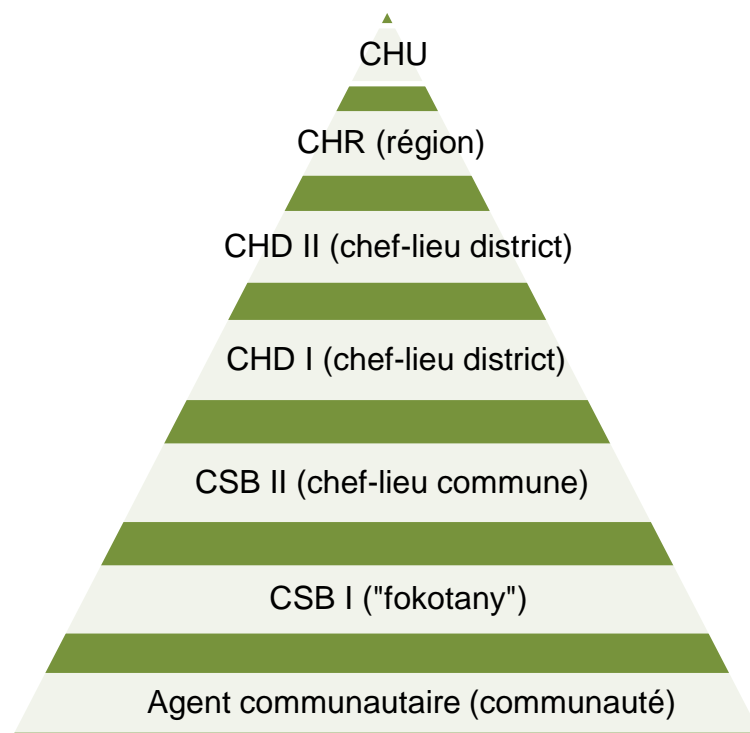 CHU
CHR (région)
CHD II (chef-lieu district)
CHD I (chef-lieu district)
CSB II (chef-lieu commune)
CSB I ("fokotany")
Agent communautaire (communauté)